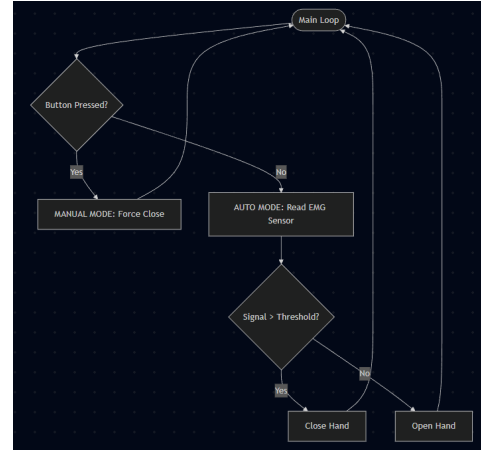 Main Loop
Button Pressed?
Yes
No
MANUAL MODE: Force Close
AUTO MODE: Read EMG
Sensor
Signal > Threshold?
Yes
No
Close Hand
Open Hand